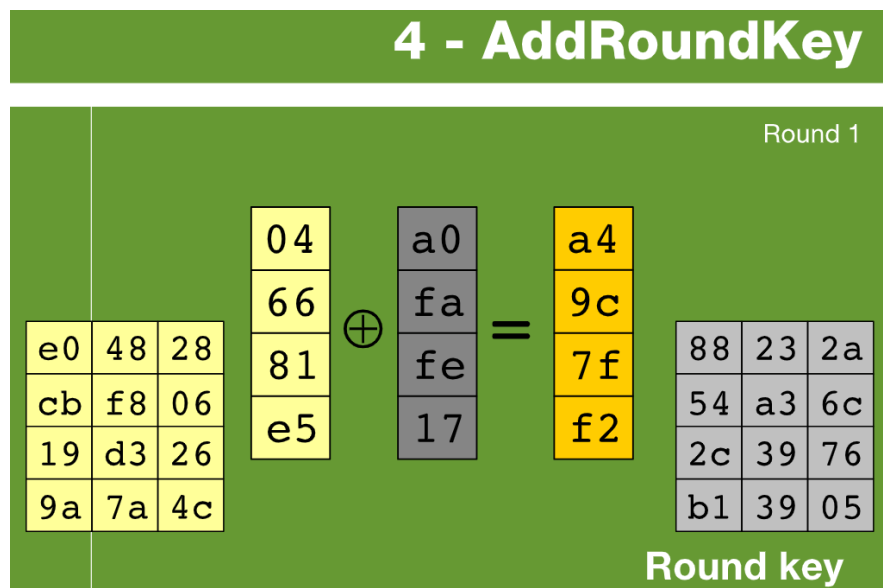 4 - AddRoundKey
Round 1
04 a0 a4
66 fa 9c
⊕ =
81 fe 7f
e5 17 f2
e0 48 28
cb f8 06
19 d3 26
9a 7a 4c
88 23 2a
54 a3 6c
2c 39 76
b1 39 05
Round key